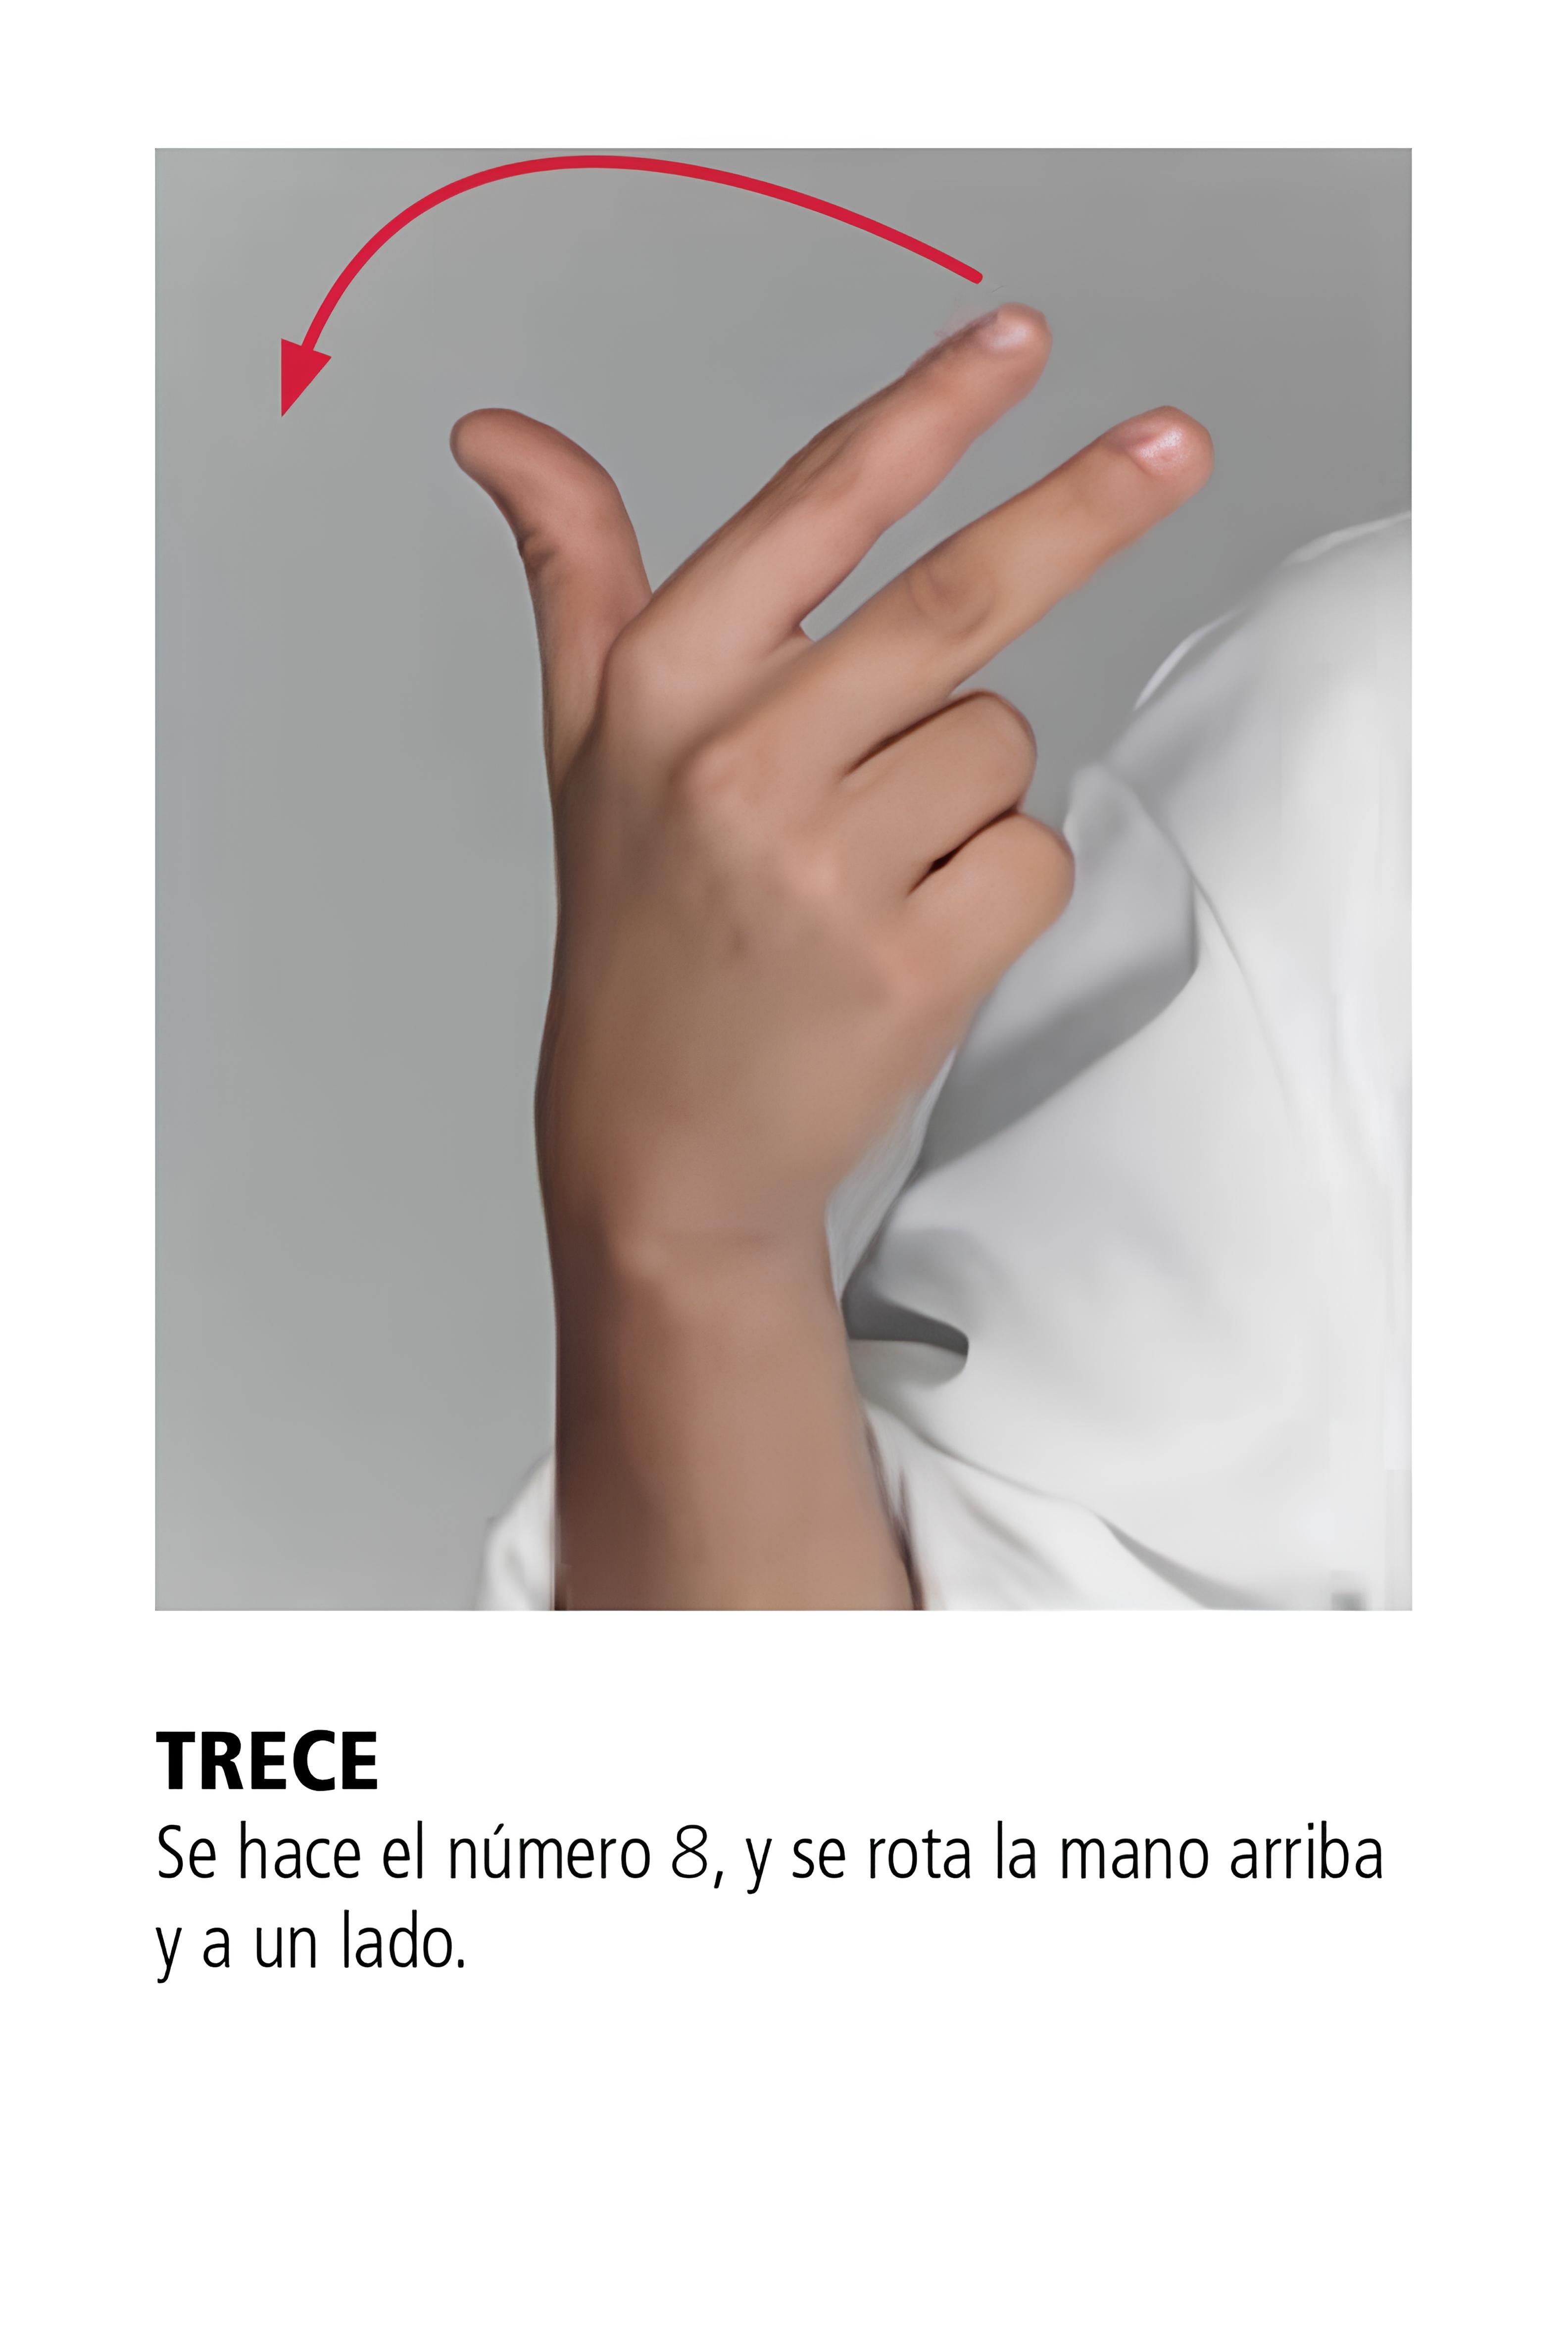 TRECE
Se hace el número 8, y se rota la mano arriba
y a un lado.